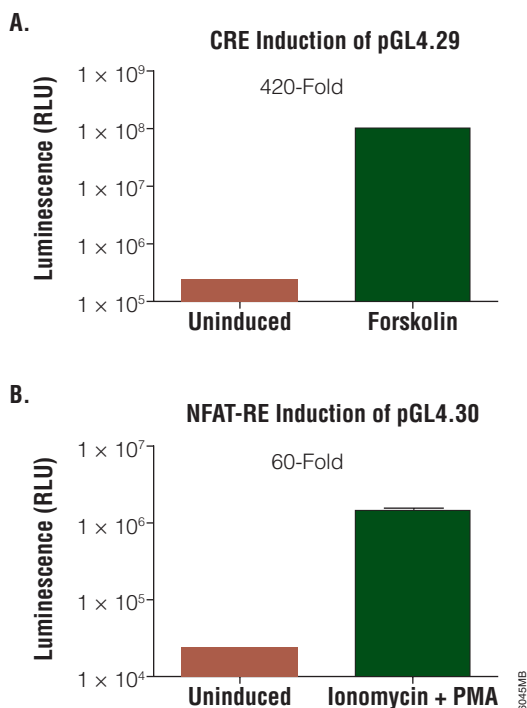 A.
CRE Induction of pGL4.29
420-Fold
Luminescence (RLU)
1 × 10⁹
1 × 10⁸
1 × 10⁷
1 × 10⁶
1 × 10⁵
Uninduced Forskolin
B.
NFAT-RE Induction of pGL4.30
60-Fold
Luminescence (RLU)
1 × 10⁷
1 × 10⁶
1 × 10⁵
1 × 10⁴
Uninduced Ionomycin + PMA